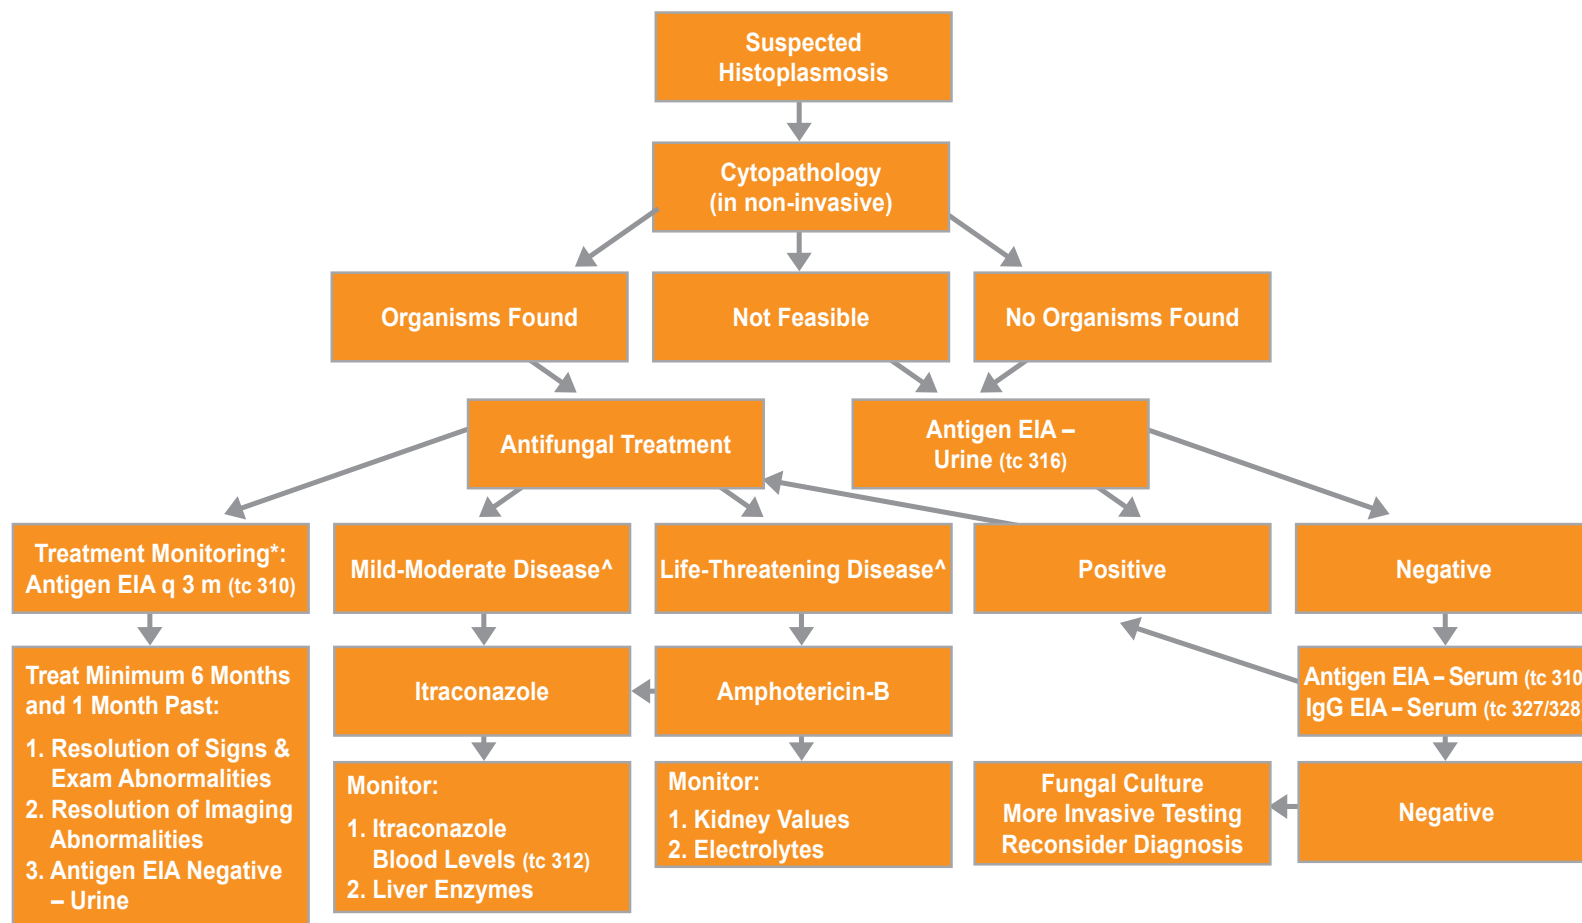 Suspected
Histoplasmosis
Cytopathology
(in non-invasive)
Organisms Found
Not Feasible
No Organisms Found
Antifungal Treatment
Antigen EIA –
Urine (tc 316)
Treatment Monitoring*:
Antigen EIA q 3 m (tc 310)
Mild-Moderate Disease^
Life-Threatening Disease^
Positive
Negative
Treat Minimum 6 Months
and 1 Month Past:
1. Resolution of Signs &
Exam Abnormalities
2. Resolution of Imaging
Abnormalities
3. Antigen EIA Negative
– Urine
Itraconazole
Amphotericin-B
Antigen EIA – Serum (tc 310
IgG EIA – Serum (tc 327/328
Monitor:
1. Itraconazole
Blood Levels (tc 312)
2. Liver Enzymes
Monitor:
1. Kidney Values
2. Electrolytes
Fungal Culture
More Invasive Testing
Reconsider Diagnosis
Negative